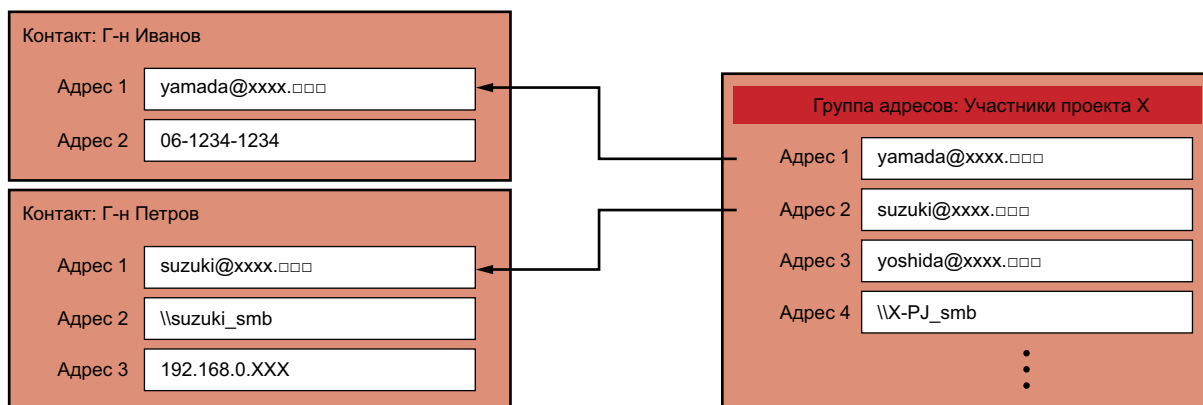 Контакт: Г-н Иванов
Адрес 1 yamada@xxxx.□□□
Адрес 2 06-1234-1234
Контакт: Г-н Петров
Адрес 1 suzuki@xxxx.□□□
Адрес 2 \\suzuki_smb
Адрес 3 192.168.0.XXX
Группа адресов: Участники проекта X
Адрес 1 yamada@xxxx.□□□
Адрес 2 suzuki@xxxx.□□□
Адрес 3 yoshida@xxxx.□□□
Адрес 4 \\X-PJ_smb